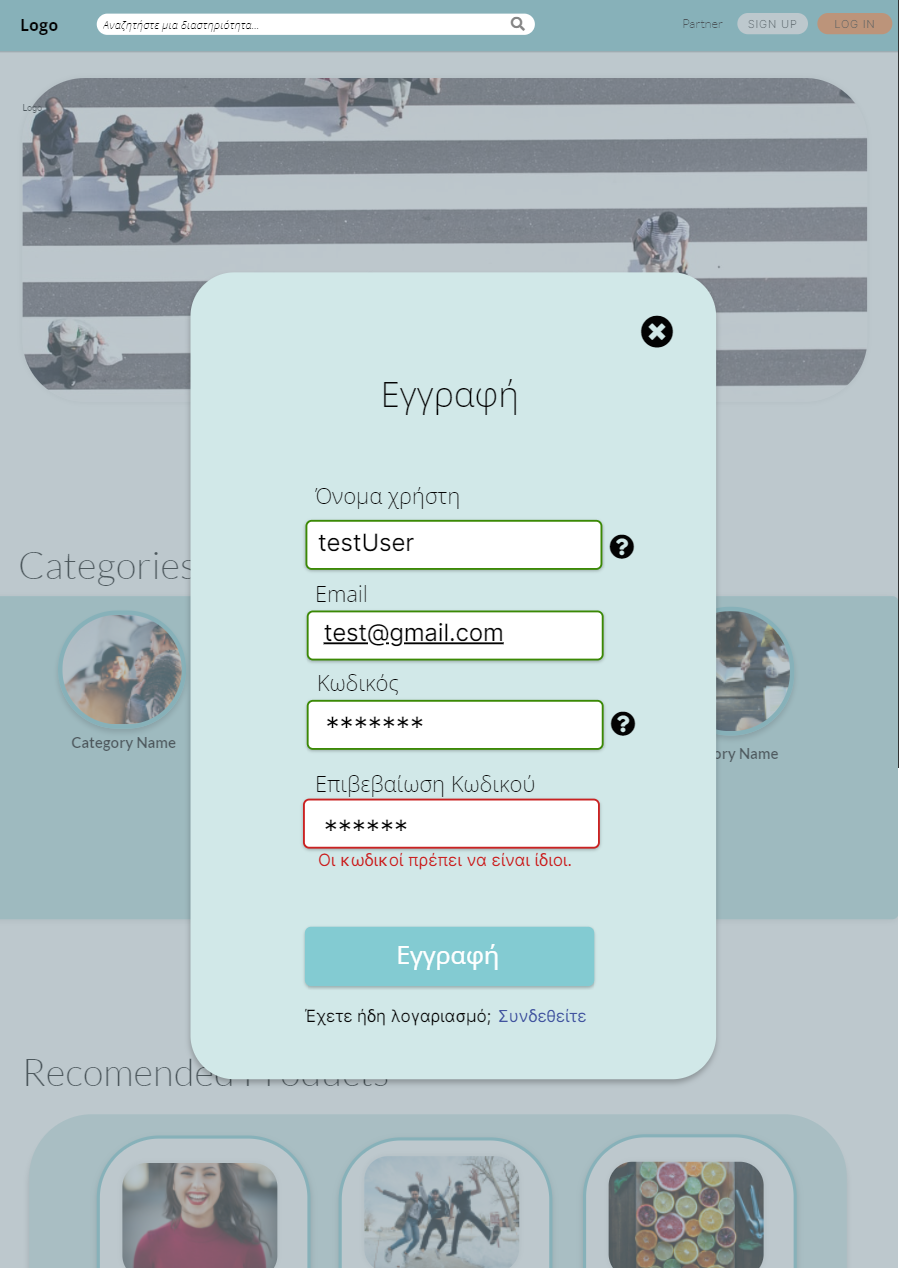 Logo
Αναζητήστε μια διαστηριότητα...
Partner
SIGN UP
LOG IN
Logo
Εγγραφή
Όνομα χρήστη
testUser
Email
test@gmail.com
Κωδικός
*******
Επιβεβαίωση Κωδικού
******
Οι κωδικοί πρέπει να είναι ίδιοι.
Εγγραφή
Έχετε ήδη λογαριασμό; Συνδεθείτε
Categories
Category Name
ory Name
Recomended Products